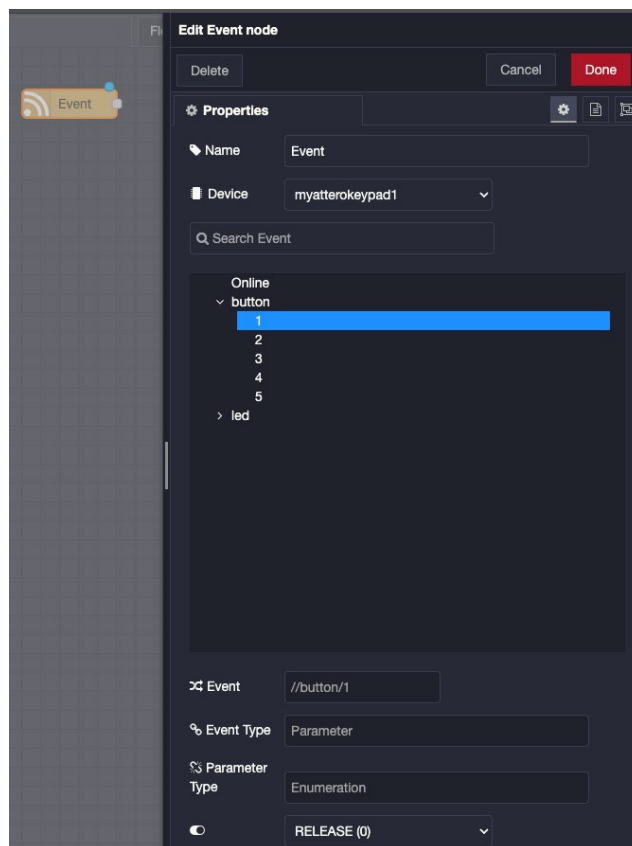 Edit Event node
Delete
Cancel
Done
Event
Properties
Name
Event
Device
myatterokeypad1
Search Event
Online
button
1
2
3
4
5
led
Event
//button/1
Event Type
Parameter
Parameter
Type
Enumeration
RELEASE (0)